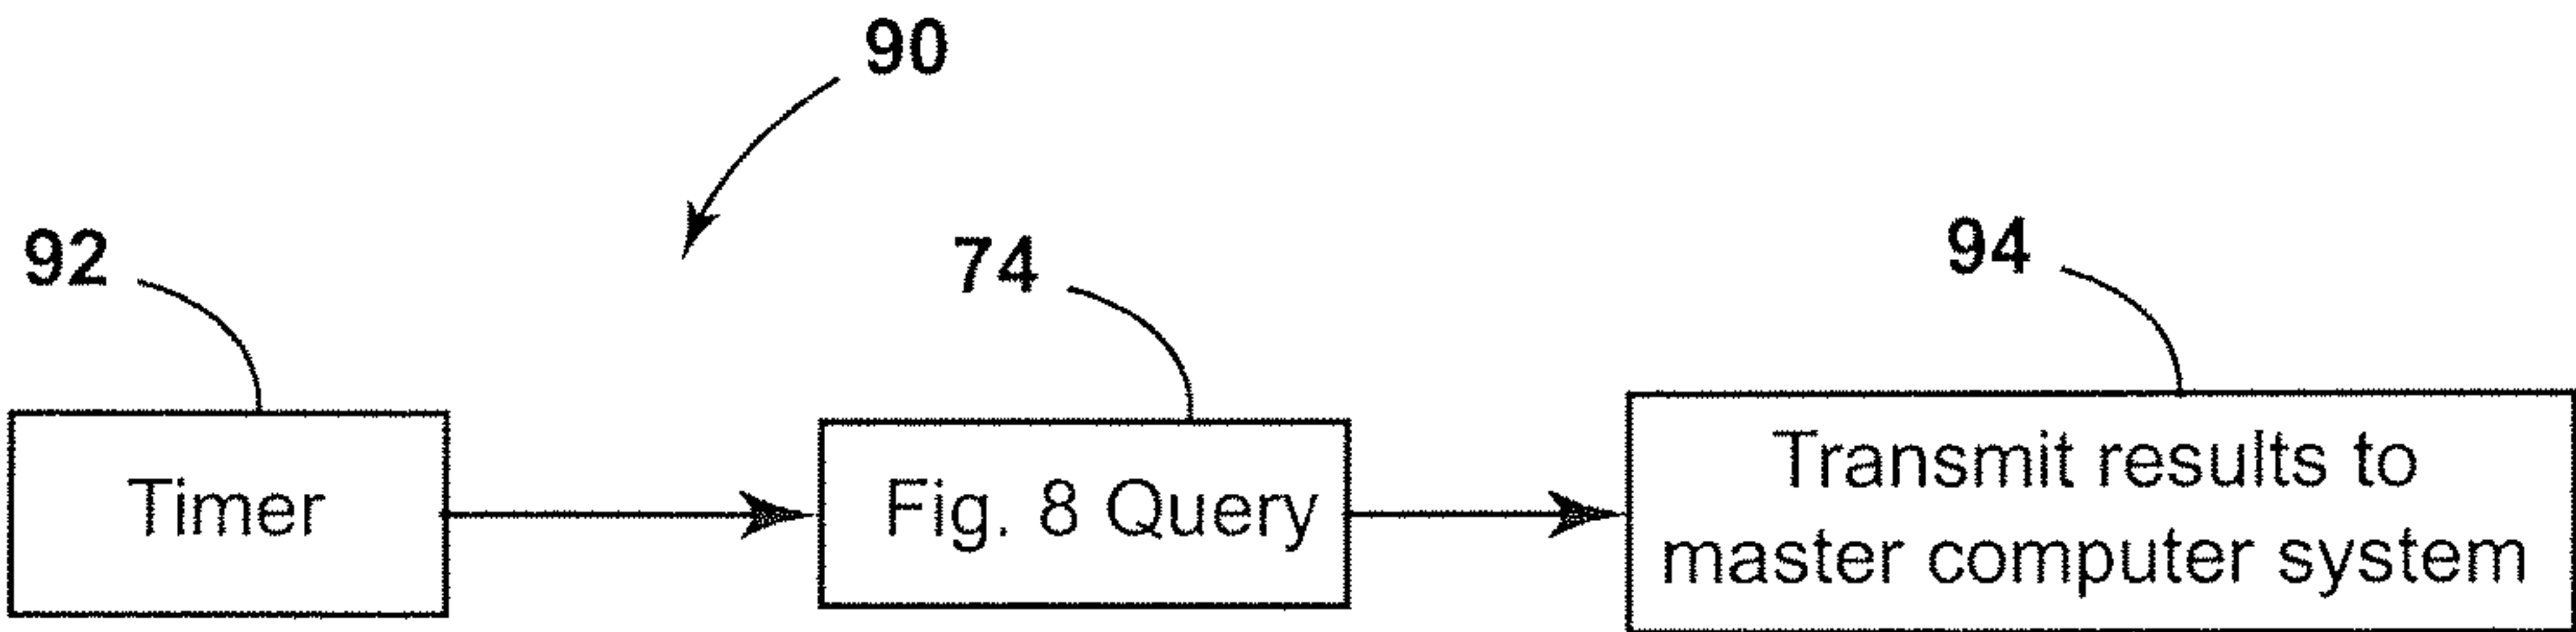 90
92
74
94
Timer
Fig. 8 Query
Transmit results to
master computer system